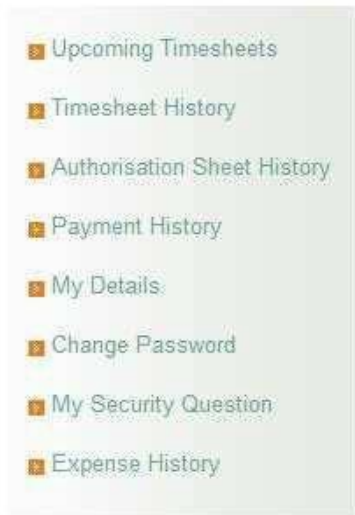 Upcoming Timesheets
Timesheet History
Authorisation Sheet History
Payment History
My Details
Change Password
My Security Question
Expense History